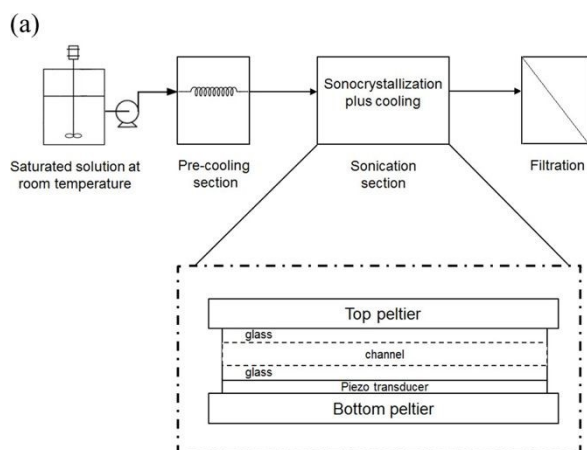 (a)
Sonocrystallization
plus cooling
Saturated solution at
room temperature
Pre-cooling
section
Sonication
section
Filtration
Top peltier
glass
channel
glass
Piezo transducer
Bottom peltier